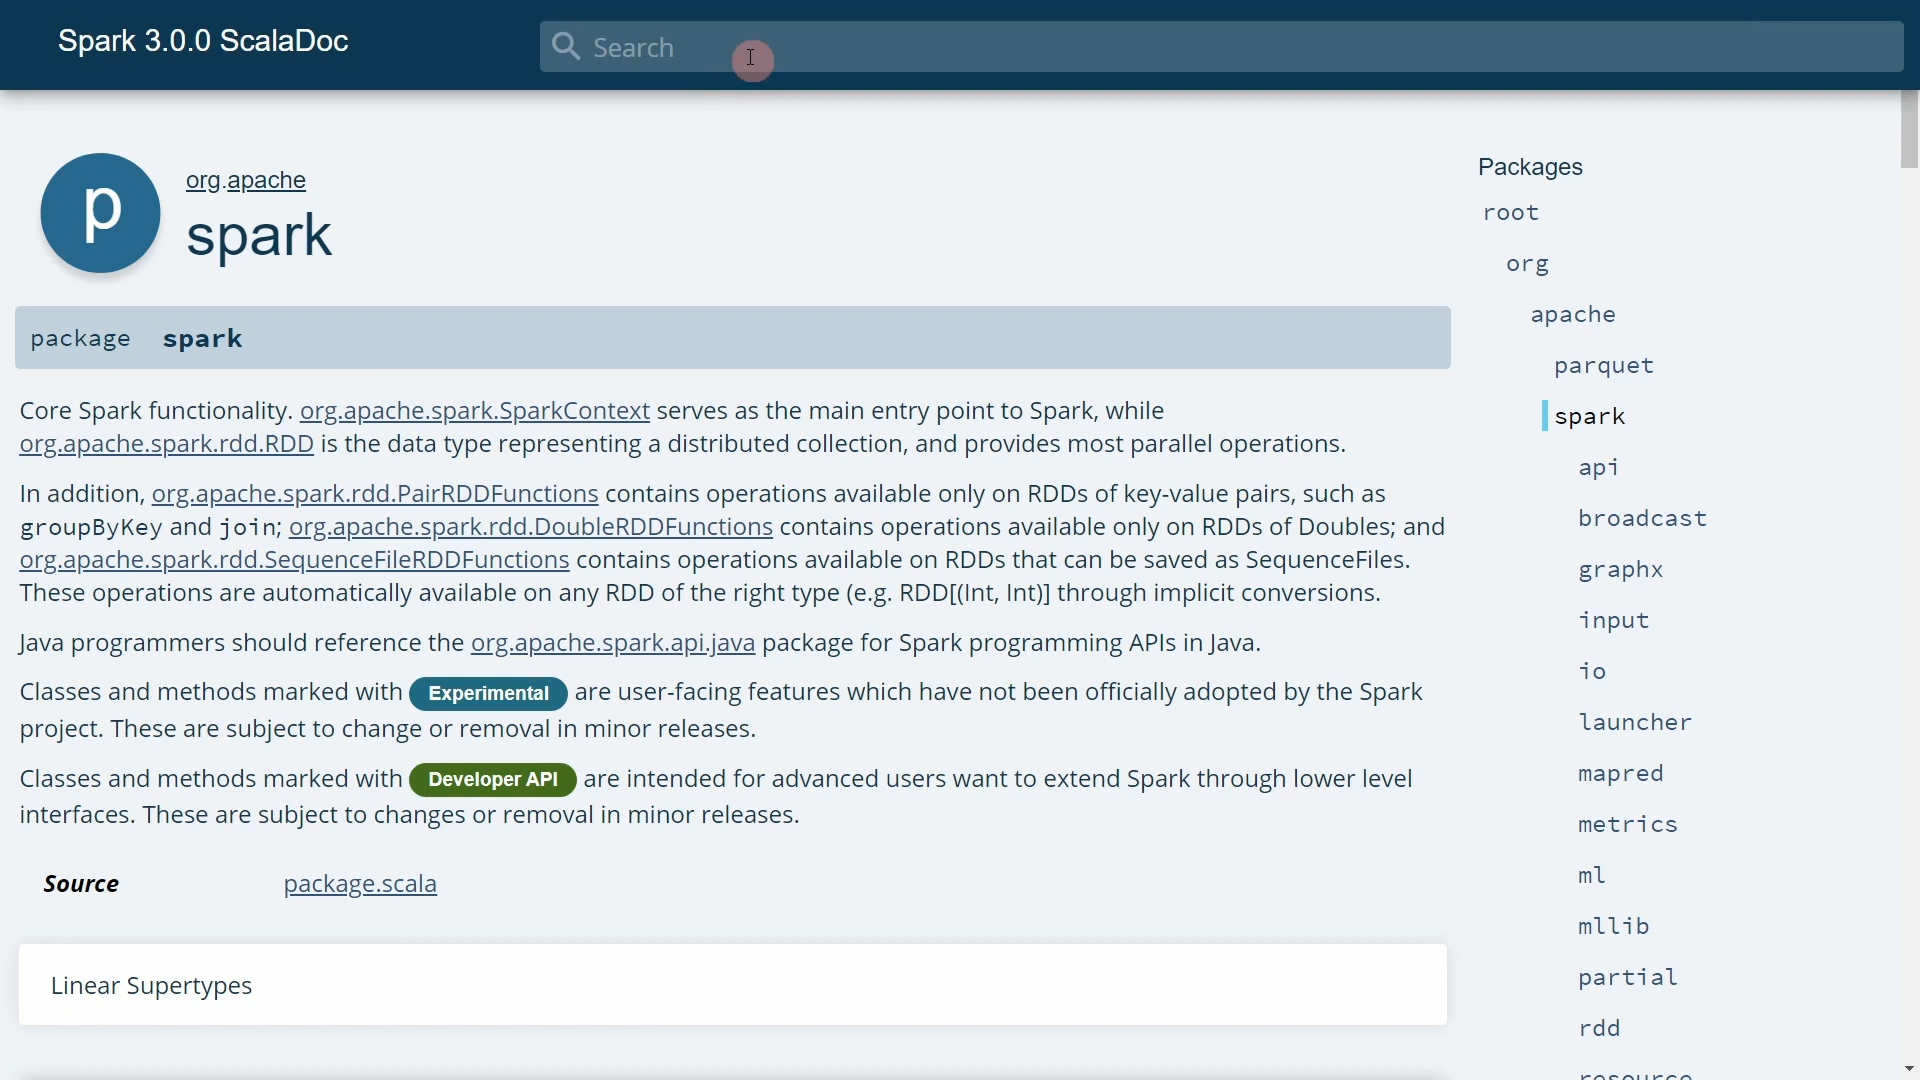 Spark 3.0.0 ScalaDoc
Search
p
org.apache
spark
package spark
Core Spark functionality. org.apache.spark.SparkContext serves as the main entry point to Spark, while
org.apache.spark.rdd.RDD is the data type representing a distributed collection, and provides most parallel operations.
In addition, org.apache.spark.rdd.PairRDDFunctions contains operations available only on RDDs of key-value pairs, such as
groupByKey and join; org.apache.spark.rdd.DoubleRDDFunctions contains operations available only on RDDs of Doubles; and
org.apache.spark.rdd.SequenceFileRDDFunctions contains operations available on RDDs that can be saved as SequenceFiles.
These operations are automatically available on any RDD of the right type (e.g. RDD[(Int, Int)] through implicit conversions.
Java programmers should reference the org.apache.spark.api.java package for Spark programming APIs in Java.
Classes and methods marked with Experimental are user-facing features which have not been officially adopted by the Spark
project. These are subject to change or removal in minor releases.
Classes and methods marked with Developer API are intended for advanced users want to extend Spark through lower level
interfaces. These are subject to changes or removal in minor releases.
Source package.scala
Linear Supertypes
Packages
root
org
apache
parquet
spark
api
broadcast
graphx
input
io
launcher
mapred
metrics
ml
mllib
partial
rdd